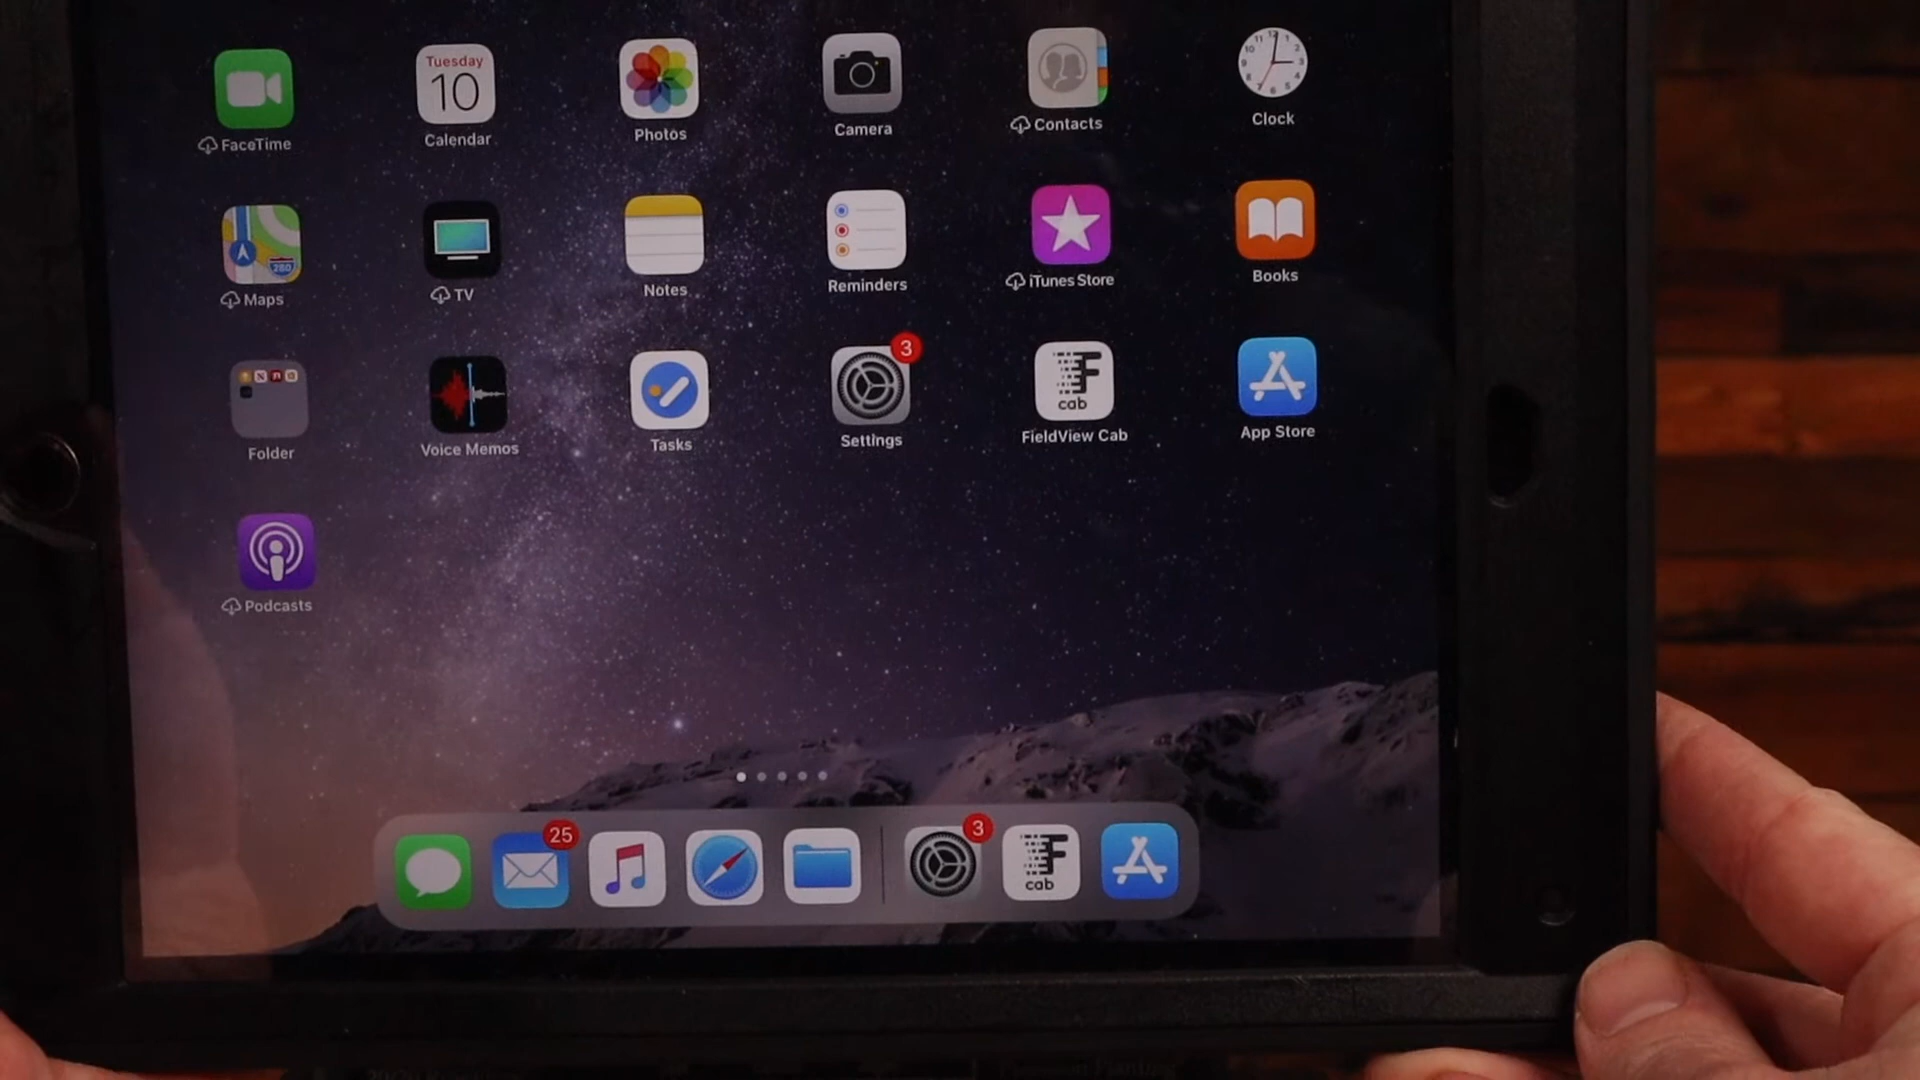 Tuesday
10
FaceTime
Calendar
Photos
Camera
Contacts
Clock
280
Maps
TV
Notes
Reminders
iTunes Store
Books
3
cab
Folder
Voice Memos
Tasks
Settings
FieldView Cab
App Store
Podcasts
25
3
cab